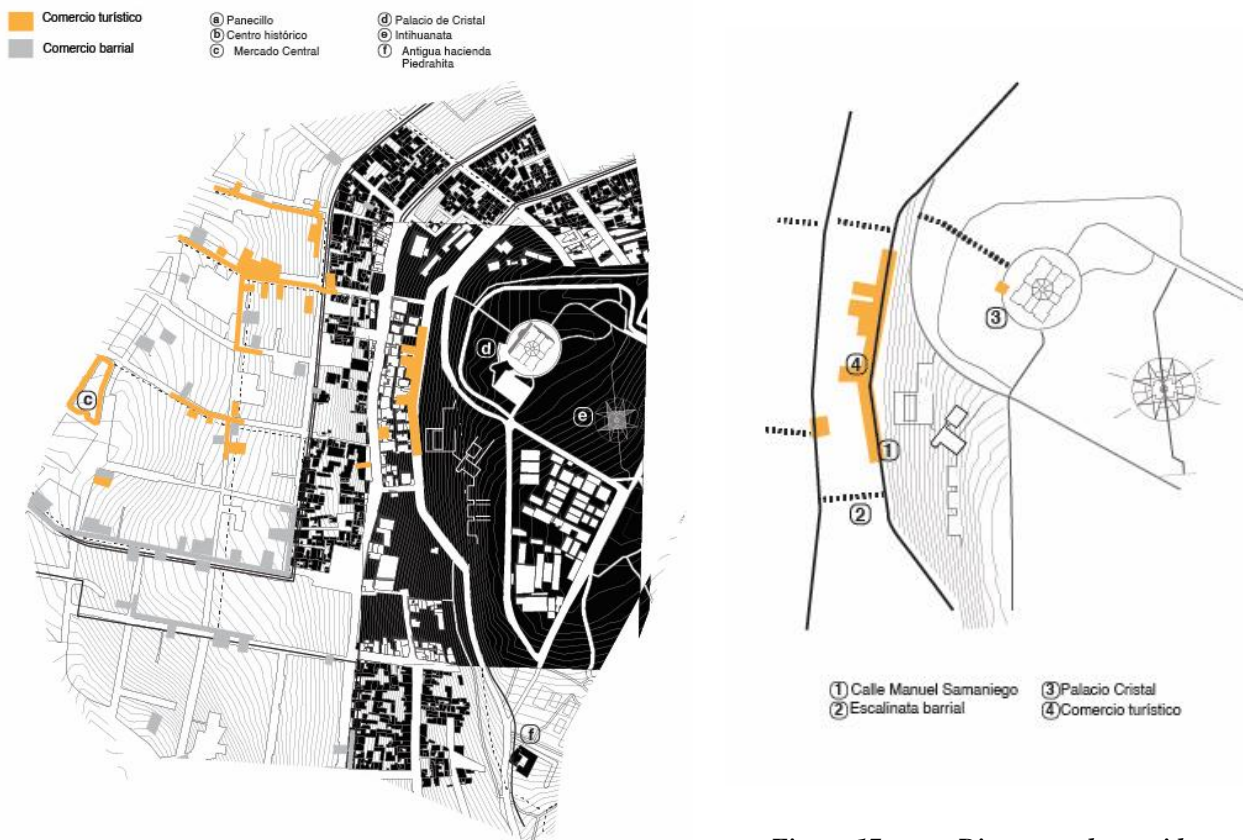 Comercio turístico
Comercio barrial
ⓐ Panecillo
ⓑ Centro histórico
ⓒ Mercado Central
ⓓ Palacio de Cristal
ⓔ Intihuanata
ⓕ Antigua hacienda
Piedrahita
ⓒ
ⓓ
ⓔ
ⓕ
③
④
①
②
① Calle Manuel Samaniego
② Escalinata barrial
③ Palacio Cristal
④ Comercio turístico